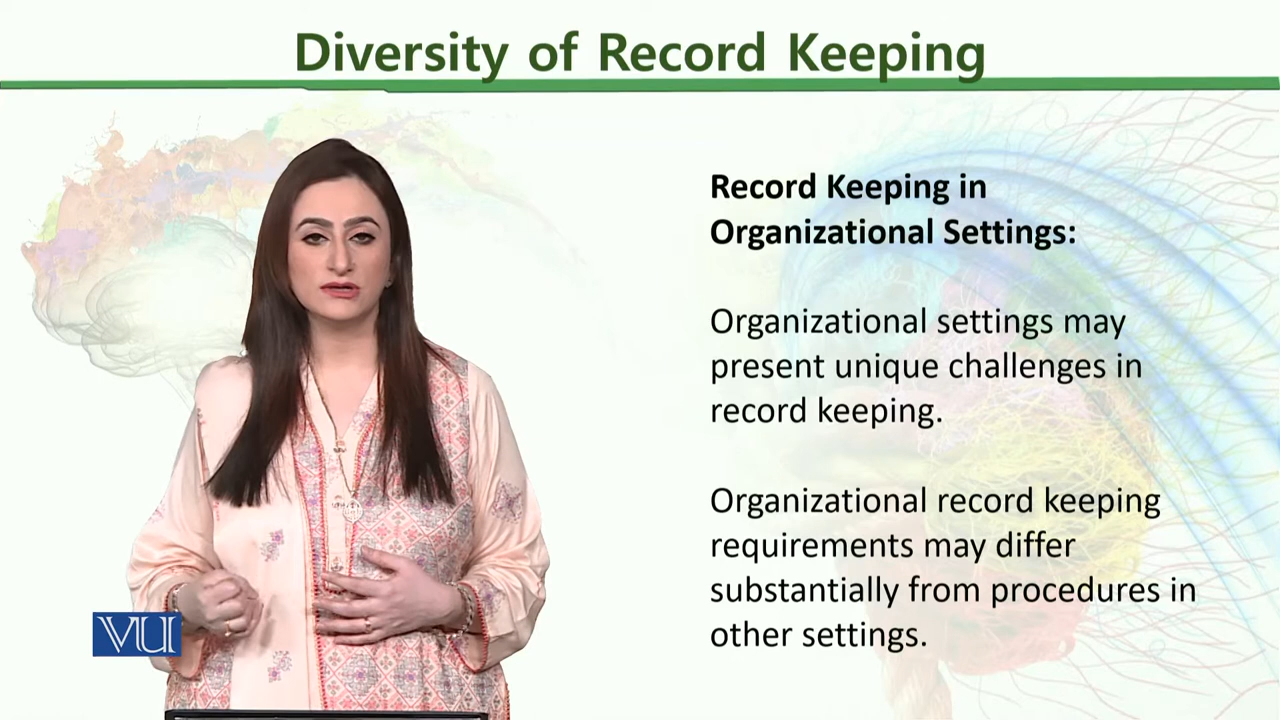 Diversity of Record Keeping
Record Keeping in
Organizational Settings:
Organizational settings may
present unique challenges in
record keeping.
Organizational record keeping
requirements may differ
substantially from procedures in
other settings.
VU